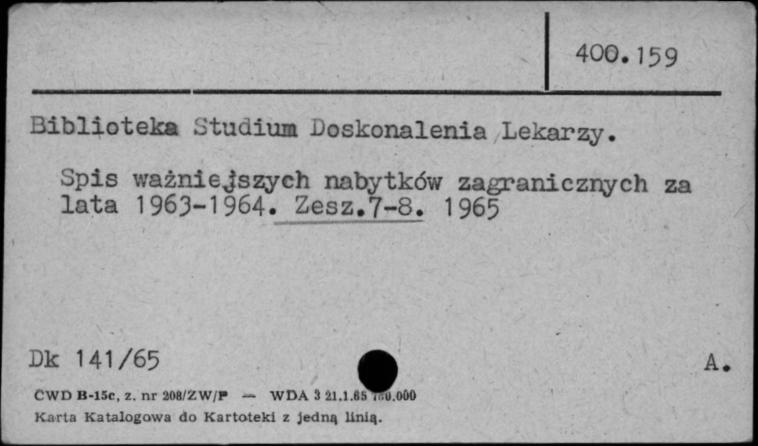 400.159
Biblioteka Studium Doskonalenia Lekarzy.
Spis ważniejszych nabytków zagranicznych za
lata 1963-1964. Zesz.7-8. 1965
Dk 141/65
A.
CWD B-15c, z. nr 208/ZW/P — WDA 3 21.1.65
Karta Katalogowa do Kartoteki z jedną linią.